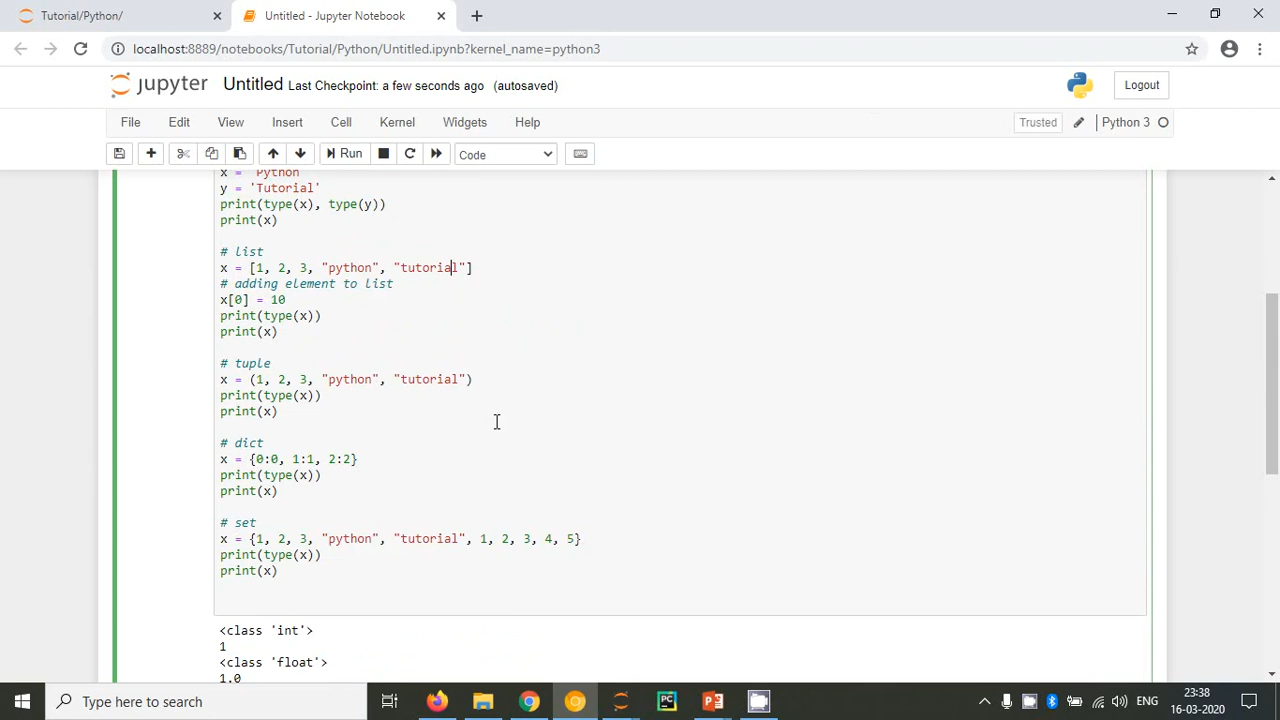 Tutorial/Python/
Untitled - Jupyter Notebook
localhost:8889/notebooks/Tutorial/Python/Untitled.ipynb?kernel_name=python3
jupyter Untitled Last Checkpoint: a few seconds ago (autosaved)
Logout
File Edit View Insert Cell Kernel Widgets Help
Trusted
Python 3
Run
Code
x = 'Python
y = 'Tutorial'
print(type(x), type(y))
print(x)
# list
x = [1, 2, 3, "python", "tutorial"]
# adding element to list
x[0] = 10
print(type(x))
print(x)
# tuple
x = (1, 2, 3, "python", "tutorial")
print(type(x))
print(x)
# dict
x = {0:0, 1:1, 2:2}
print(type(x))
print(x)
# set
x = {1, 2, 3, "python", "tutorial", 1, 2, 3, 4, 5}
print(type(x))
print(x)
<class 'int'>
1
<class 'float'>
1.0
Type here to search
PC
P
ENG
23:38
16-03-2020